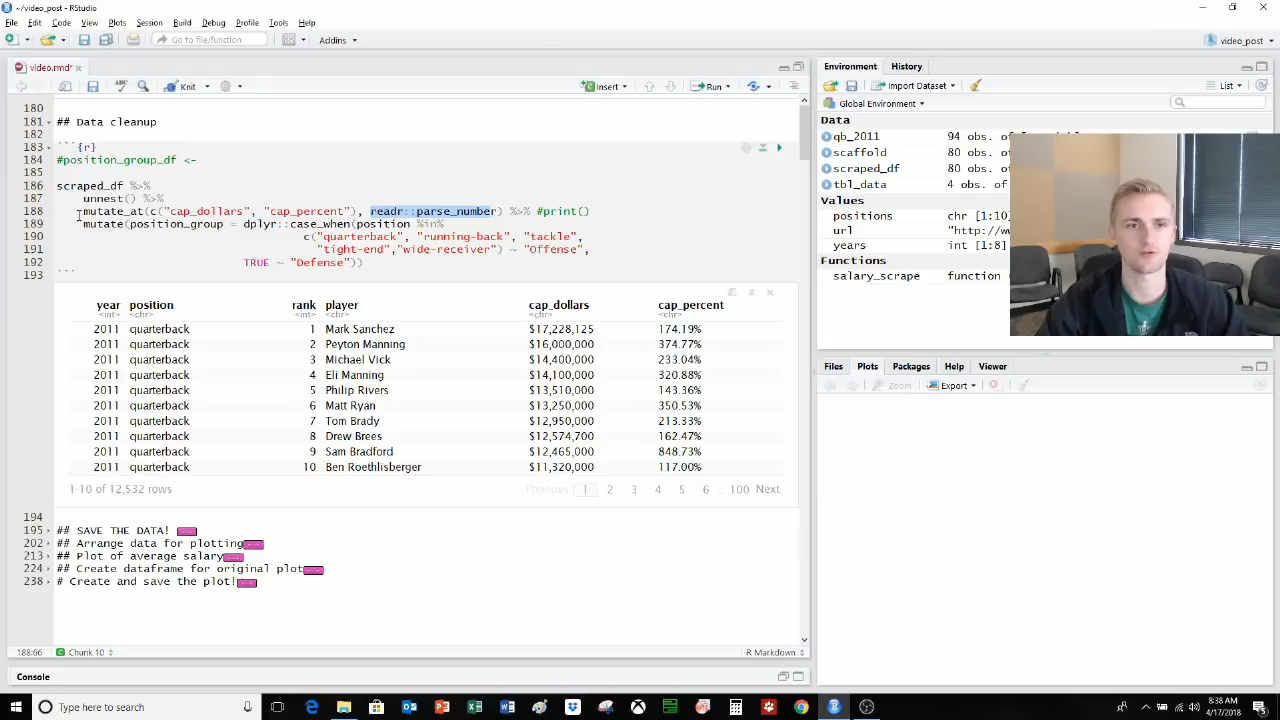 ~/video_post - RStudio
File Edit Code View Plots Session Build Debug Profile Tools Help
Go to file/function Addins video_post
video.rmd*
Knit Insert Run
180
181 ## Data cleanup
182
183 ```{r}
184 #position_group_df <-
185
186 scraped_df %>%
187 unnest() %>%
188 mutate_at(c("cap_dollars", "cap_percent"), readr::parse_number) %>% #print()
189 mutate(position_group = dplyr::case_when(position %in%
190 c("quarterback", "running-back", "tackle",
191 "tight-end","wide-receiver") ~ "Offense",
192 TRUE ~ "Defense"))
193 ```
year position rank player cap_dollars cap_percent
<int> <chr> <int> <chr> <chr> <chr>
2011 quarterback 1 Mark Sanchez $17,228,125 174.19%
2011 quarterback 2 Peyton Manning $16,000,000 374.77%
2011 quarterback 3 Michael Vick $14,400,000 233.04%
2011 quarterback 4 Eli Manning $14,100,000 320.88%
2011 quarterback 5 Philip Rivers $13,510,000 143.36%
2011 quarterback 6 Matt Ryan $13,250,000 350.53%
2011 quarterback 7 Tom Brady $12,950,000 213.33%
2011 quarterback 8 Drew Brees $12,574,700 162.47%
2011 quarterback 9 Sam Bradford $12,465,000 848.73%
2011 quarterback 10 Ben Roethlisberger $11,320,000 117.00%
1-10 of 12,532 rows Previous 1 2 3 4 5 6 ... 100 Next
194
195 ## SAVE THE DATA!
202 ## Arrange data for plotting
213 ## Plot of average salary
224 ## Create dataframe for original plot
238 # Create and save the plot!
188:66 Chunk 10 R Markdown
Console
Environment History
Import Dataset List
Global Environment
Data
qb_2011 94 obs. of
scaffold 80 obs. o
scraped_df 80 obs. o
tbl_data 4 obs. of
Values
positions chr [1:10]
url "http://ww
years int [1:8]
Functions
salary_scrape function (
Files Plots Packages Help Viewer
Zoom Export
Type here to search
8:38 AM
4/17/2018